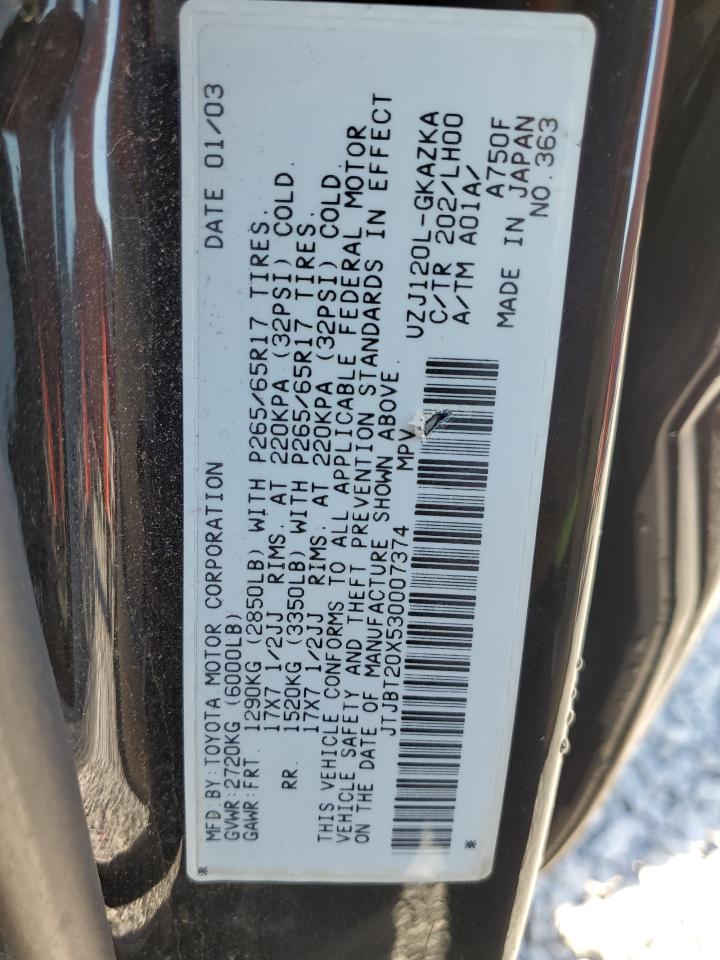 MFD.BY:TOYOTA MOTOR CORPORATION DATE 01/03
GVWR:2720KG (6000LB)
GAWR:FRT. 1290KG (2850LB) WITH P265/65R17 TIRES.
17X7 1/2JJ RIMS. AT 220KPA (32PSI) COLD.
RR. 1520KG (3350LB) WITH P265/65R17 TIRES.
17X7 1/2JJ RIMS. AT 220KPA (32PSI) COLD.
THIS VEHICLE CONFORMS TO ALL APPLICABLE FEDERAL MOTOR
VEHICLE SAFETY AND THEFT PREVENTION STANDARDS IN EFFECT
ON THE DATE OF MANUFACTURE SHOWN ABOVE.
JTJBT20X530007374 MPV
UZJ120L-GKAZKA
C/TR 202/LH00
A/TM A01A/ A750F
MADE IN JAPAN
NO.363